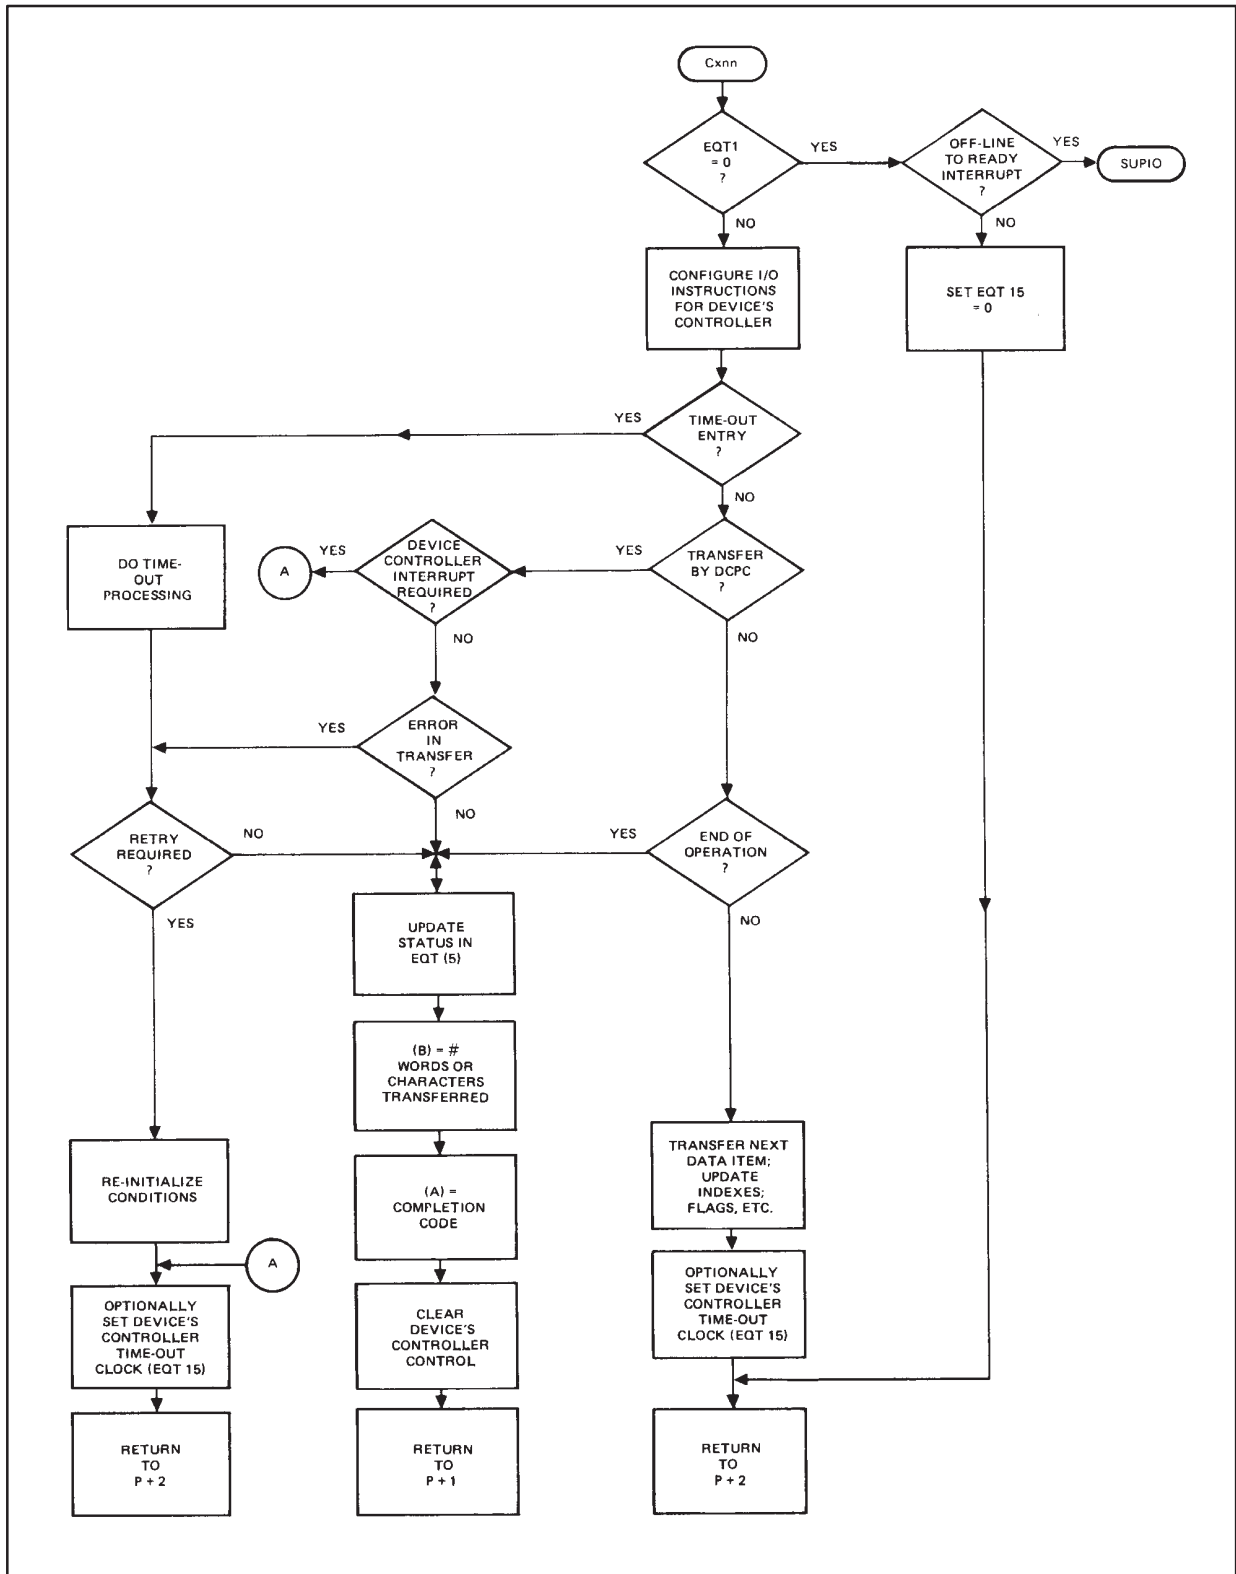 Cxnn
EQT1
= 0
?
YES
OFF-LINE
TO READY
INTERRUPT
?
YES
SUPIO
NO
NO
CONFIGURE I/O
INSTRUCTIONS
FOR DEVICE'S
CONTROLLER
SET EQT 15
= 0
YES
TIME-OUT
ENTRY
?
NO
DO TIME-
OUT
PROCESSING
A
YES
DEVICE
CONTROLLER
INTERRUPT
REQUIRED
?
YES
TRANSFER
BY DCPC
?
NO
NO
YES
ERROR
IN
TRANSFER
?
NO
RETRY
REQUIRED
?
NO
YES
END OF
OPERATION
?
YES
NO
UPDATE
STATUS IN
EQT (5)
(B) = #
WORDS OR
CHARACTERS
TRANSFERRED
RE-INITIALIZE
CONDITIONS
(A) =
COMPLETION
CODE
TRANSFER NEXT
DATA ITEM;
UPDATE
INDEXES;
FLAGS, ETC.
A
OPTIONALLY
SET DEVICE'S
CONTROLLER
TIME-OUT
CLOCK (EQT 15)
CLEAR
DEVICE'S
CONTROLLER
CONTROL
OPTIONALLY
SET DEVICE'S
CONTROLLER
TIME-OUT
CLOCK (EQT 15)
RETURN
TO
P + 2
RETURN
TO
P + 1
RETURN
TO
P + 2